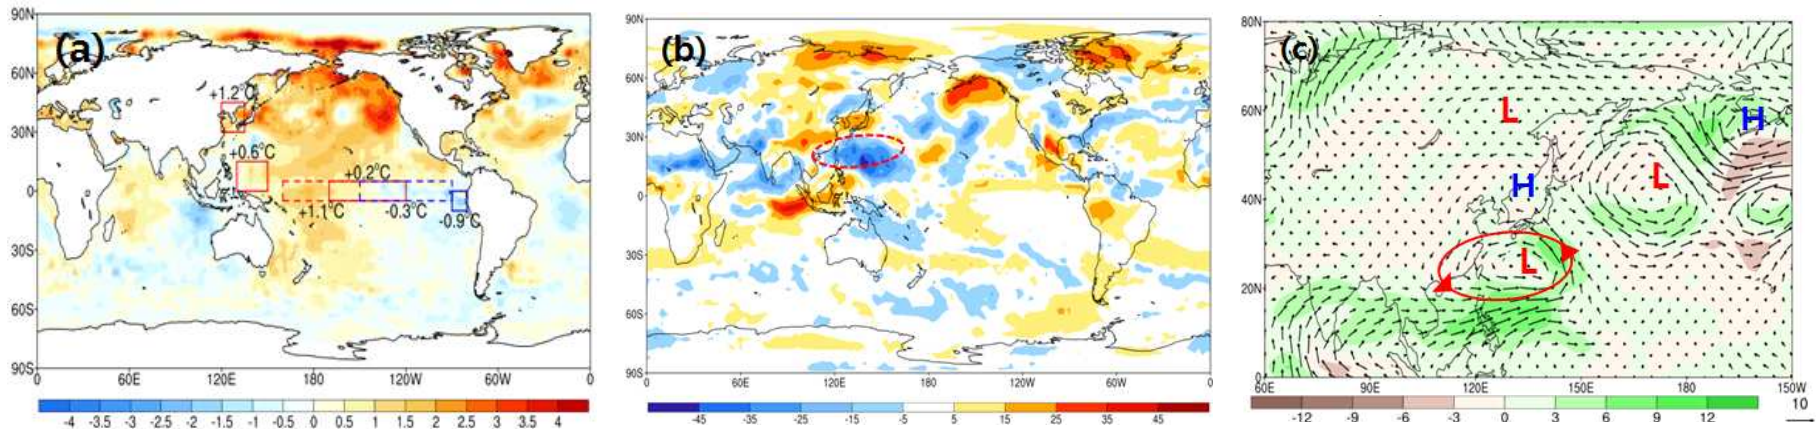 (a)
90N
60N
30N
0
30S
60S
90S
+1.2°C
+0.6°C
+0.2°C
+1.1°C
-0.3°C
-0.9°C
0 60E 120E 180 120W 60W 0
-4 -3.5 -3 -2.5 -2 -1.5 -1 -0.5 0 0.5 1 1.5 2 2.5 3 3.5 4
(b)
90N
60N
30N
0
30S
60S
90S
0 60E 120E 180 120W 60W 0
-45 -35 -25 -15 -5 5 15 25 35 45
(c)
80N
60N
40N
20N
0
L
H
L
H
L
60E 90E 120E 150E 180 150W
-12 -9 -6 -3 0 3 6 9 12
10